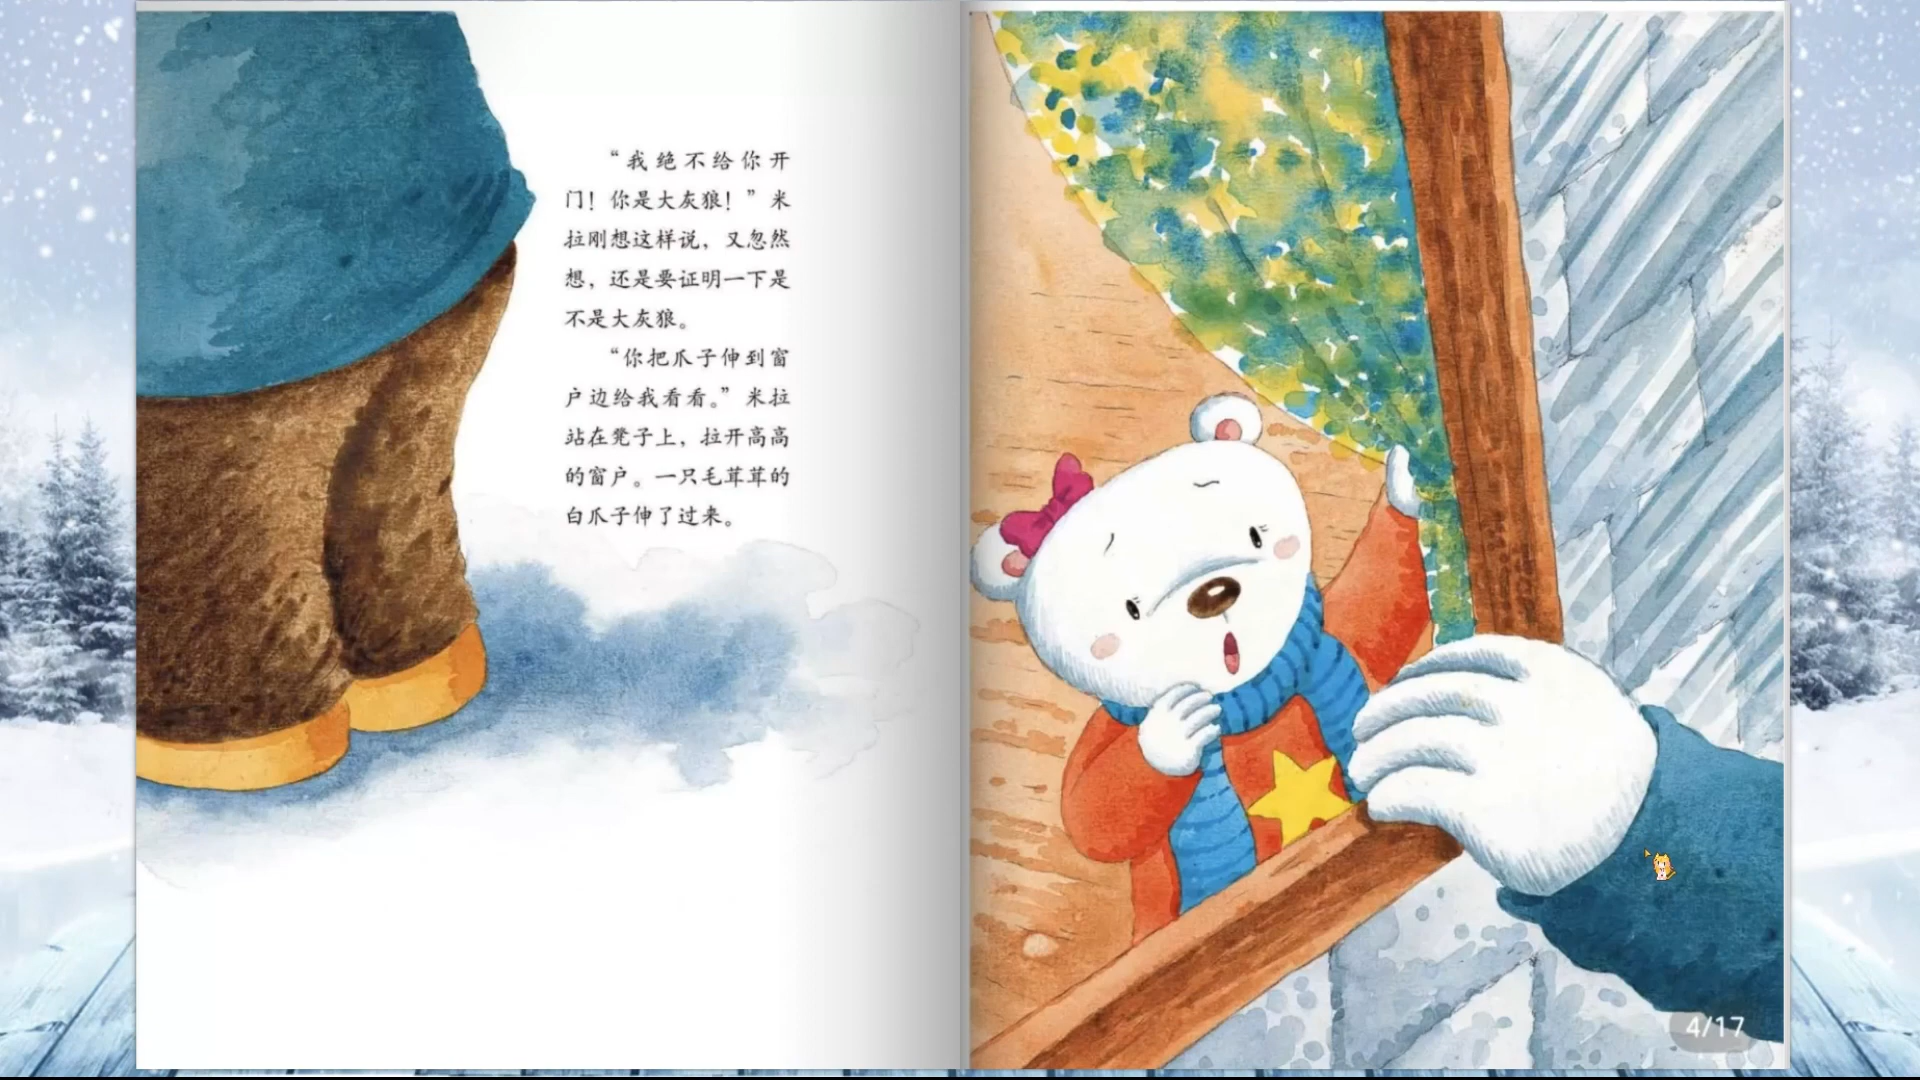 “我绝不给你开
门！你是大灰狼！”米
拉刚想这样说，又忽然
想，还是要证明一下是
不是大灰狼。
“你把爪子伸到窗
户边给我看看。”米拉
站在凳子上，拉开高高
的窗户。一只毛茸茸的
白爪子伸了过来。
4/17